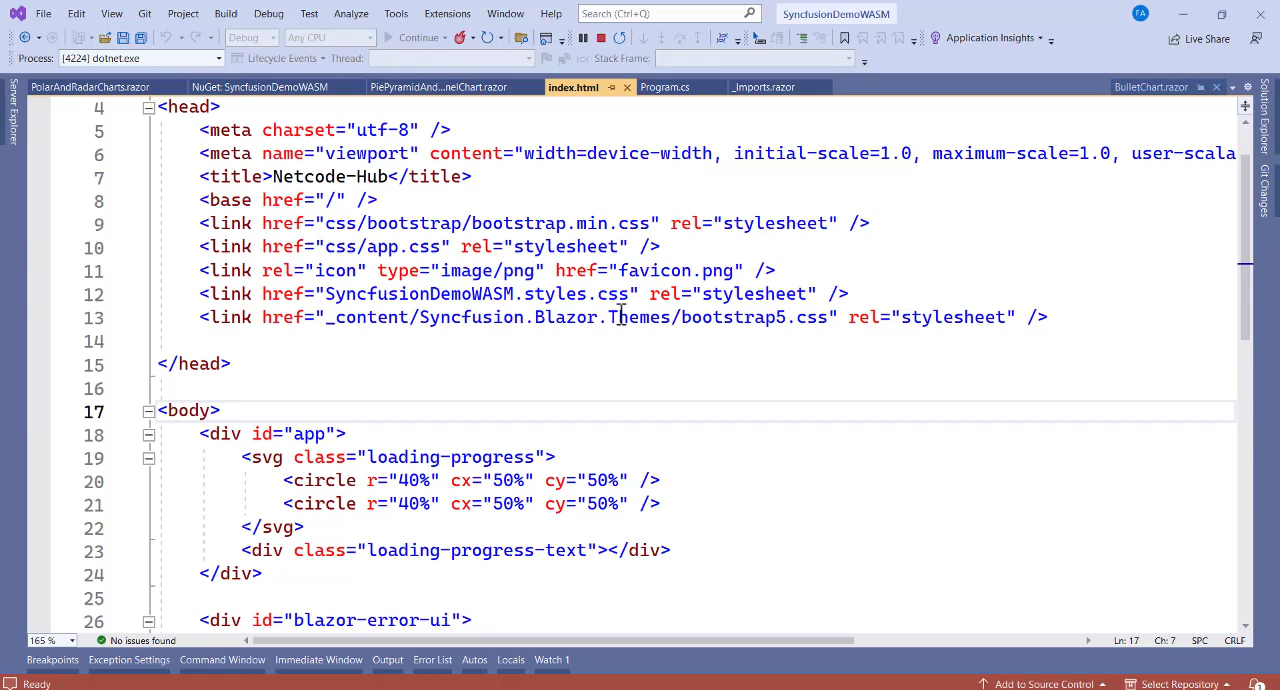 File Edit View Git Project Build Debug Test Analyze Tools Extensions Window Help Search (Ctrl+Q) SyncfusionDemoWASM FA
Debug Any CPU Continue Application Insights Live Share
Process: [4224] dotnet.exe Lifecycle Events Thread: Stack Frame:
PolarAndRadarCharts.razor NuGet: SyncfusionDemoWASM PiePyramidAnd...nelChart.razor index.html Program.cs _Imports.razor BulletChart.razor
Server Explorer
Solution Explorer
Git Changes
4 <head>
5 <meta charset="utf-8" />
6 <meta name="viewport" content="width=device-width, initial-scale=1.0, maximum-scale=1.0, user-scala
7 <title>Netcode-Hub</title>
8 <base href="/" />
9 <link href="css/bootstrap/bootstrap.min.css" rel="stylesheet" />
10 <link href="css/app.css" rel="stylesheet" />
11 <link rel="icon" type="image/png" href="favicon.png" />
12 <link href="SyncfusionDemoWASM.styles.css" rel="stylesheet" />
13 <link href="_content/Syncfusion.Blazor.Themes/bootstrap5.css" rel="stylesheet" />
14
15 </head>
16
17 <body>
18 <div id="app">
19 <svg class="loading-progress">
20 <circle r="40%" cx="50%" cy="50%" />
21 <circle r="40%" cx="50%" cy="50%" />
22 </svg>
23 <div class="loading-progress-text"></div>
24 </div>
25
26 <div id="blazor-error-ui">
165 % No issues found Ln: 17 Ch: 7 SPC CRLF
Breakpoints Exception Settings Command Window Immediate Window Output Error List Autos Locals Watch 1
Ready Add to Source Control Select Repository 1